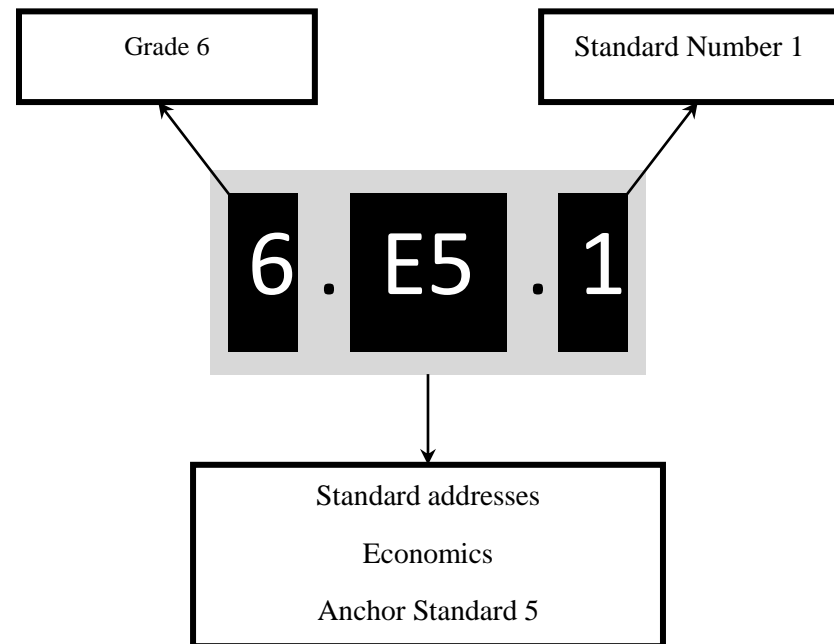 Grade 6
Standard Number 1
6 . E5 . 1
Standard addresses
Economics
Anchor Standard 5